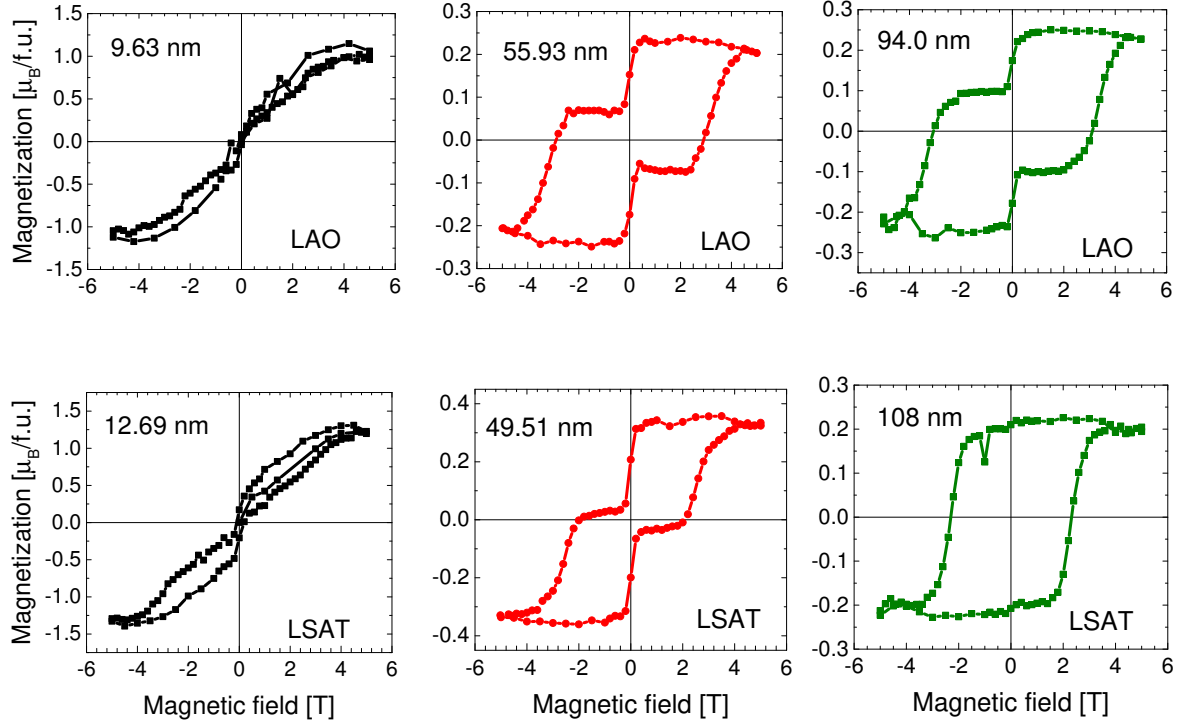 Magnetization [μB/f.u.]
1.5
1.0
0.5
0.0
-0.5
-1.0
-1.5
9.63 nm
LAO
-6 -4 -2 0 2 4 6
0.3
0.2
0.1
0.0
-0.1
-0.2
-0.3
55.93 nm
LAO
-6 -4 -2 0 2 4 6
0.3
0.2
0.1
0.0
-0.1
-0.2
-0.3
94.0 nm
LAO
-6 -4 -2 0 2 4 6
Magnetization [μB/f.u.]
1.5
1.0
0.5
0.0
-0.5
-1.0
-1.5
12.69 nm
LSAT
-6 -4 -2 0 2 4 6
Magnetic field [T]
0.4
0.2
0.0
-0.2
-0.4
49.51 nm
LSAT
-6 -4 -2 0 2 4 6
Magnetic field [T]
0.3
0.2
0.1
0.0
-0.1
-0.2
-0.3
108 nm
LSAT
-6 -4 -2 0 2 4 6
Magnetic field [T]